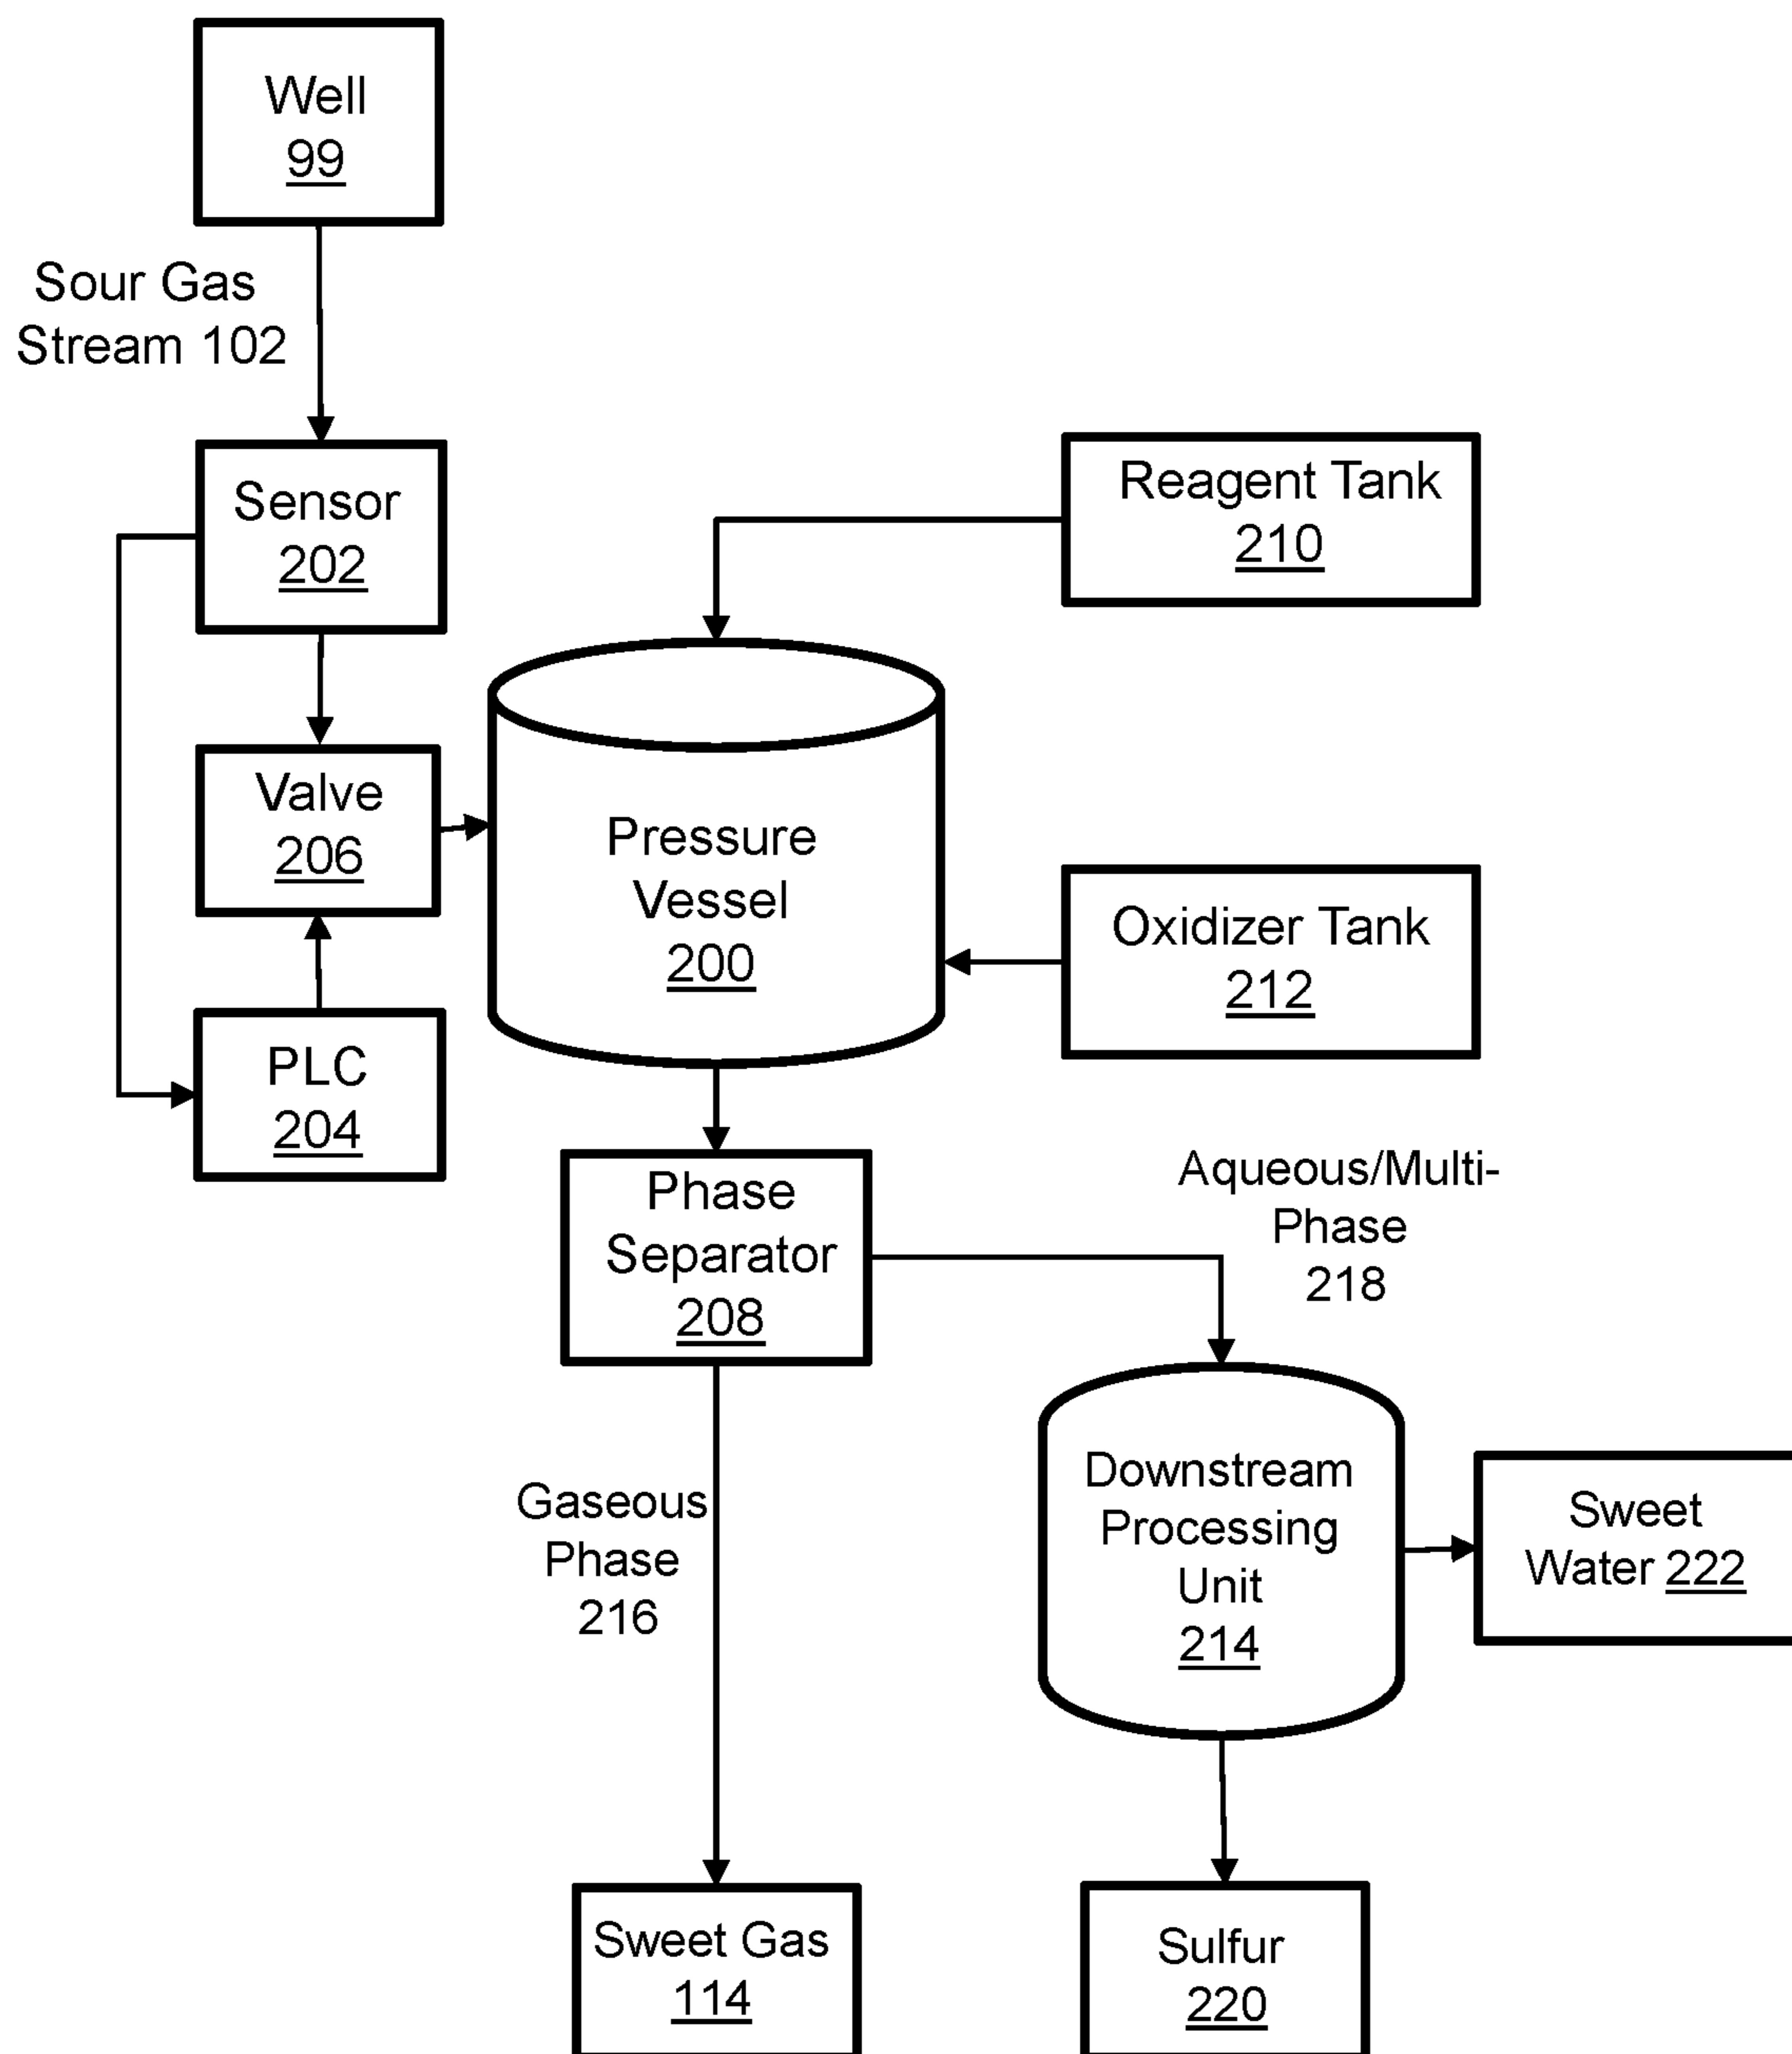 Well
99
Sour Gas
Stream 102
Sensor
202
Reagent Tank
210
Valve
206
Pressure
Vessel
200
Oxidizer Tank
212
PLC
204
Phase
Separator
208
Aqueous/Multi-
Phase
218
Gaseous
Phase
216
Downstream
Processing
Unit
214
Sweet
Water 222
Sweet Gas
114
Sulfur
220